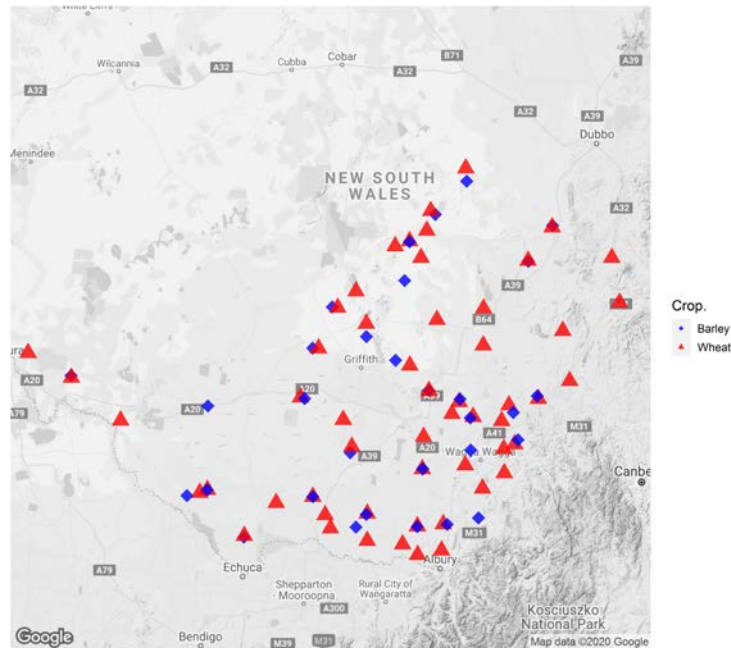 White Cliffs
B71
A39
Wilcannia
A32
Cubba
Cobar
A32
A32
A32
A39
Dubbo
Menindee
NEW SOUTH
WALES
A32
A39
B64
Griffith
A20
A20
A20
A79
A41
M31
A39
A20
Wagga Wagga
M31
Echuca
A79
Albury
Shepparton
- Mooroopna
Rural City of
Wangaratta
A300
Bendigo
M39
M31
Kosciuszko
National Park
Google
Map data ©2020 Google
Crop.
Barley
Wheat